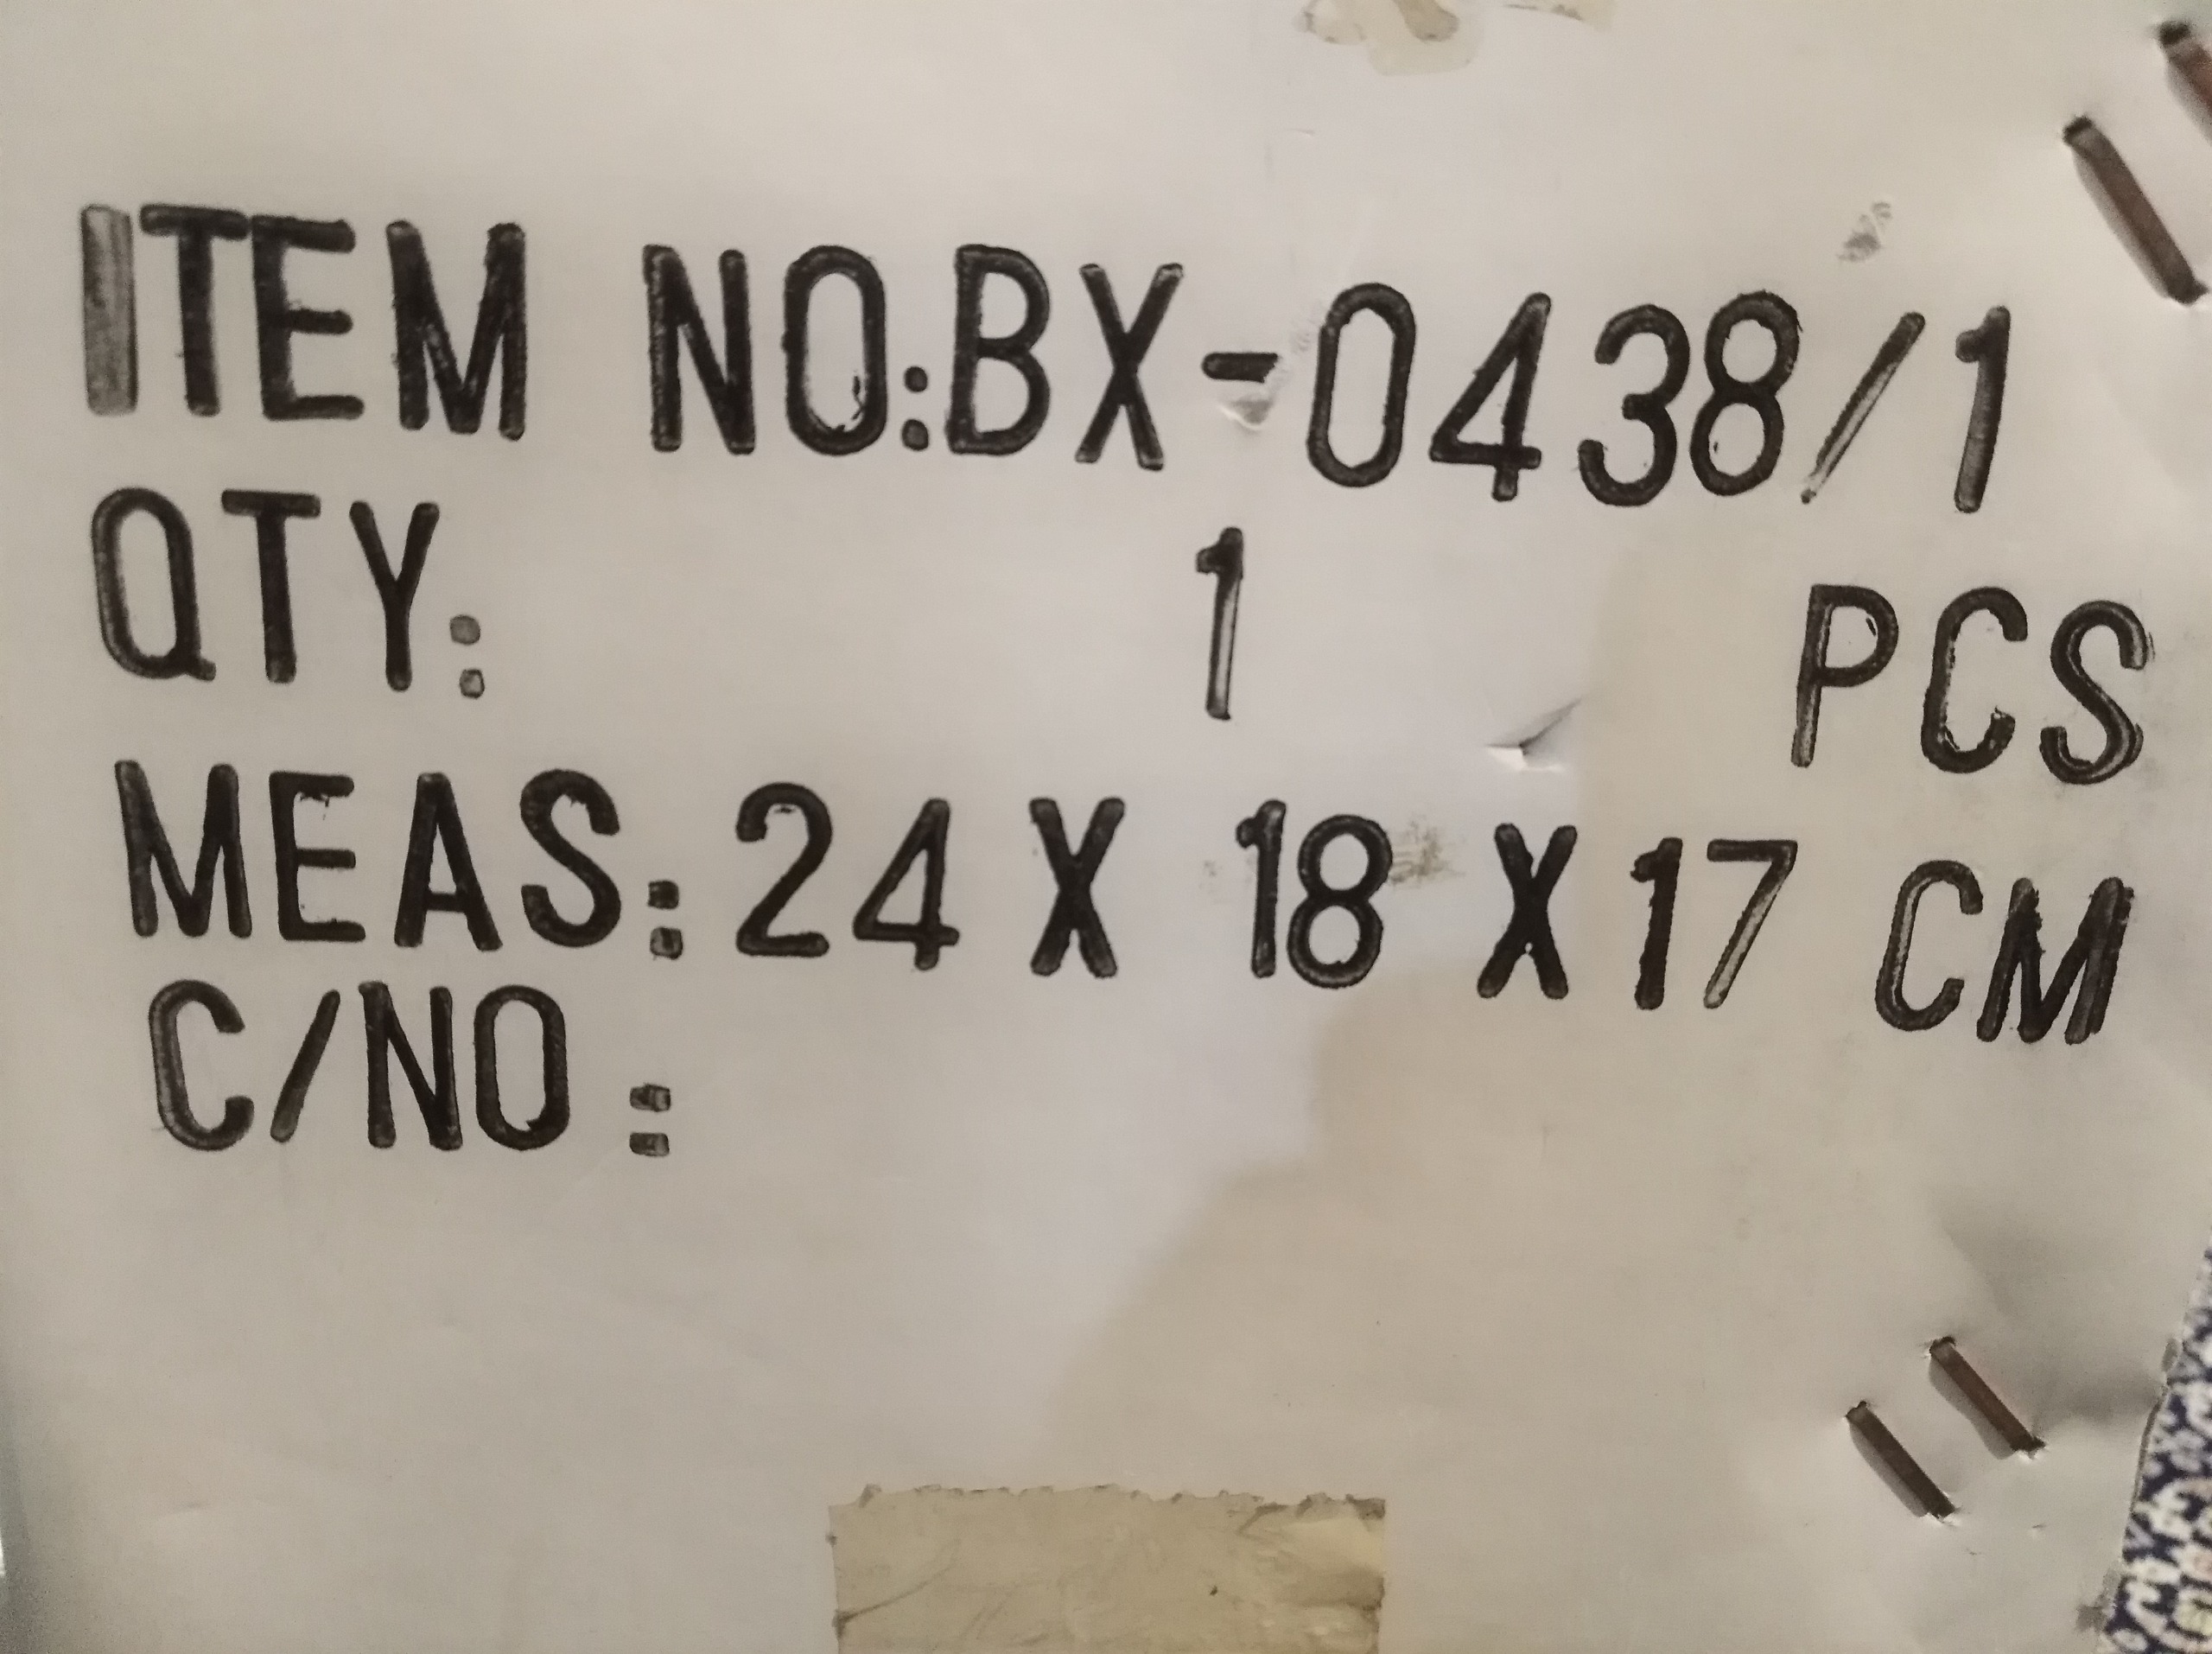 ITEM NO:BX-0438/1
QTY: 1 PCS
MEAS: 24 X 18 X 17 CM
C/NO :